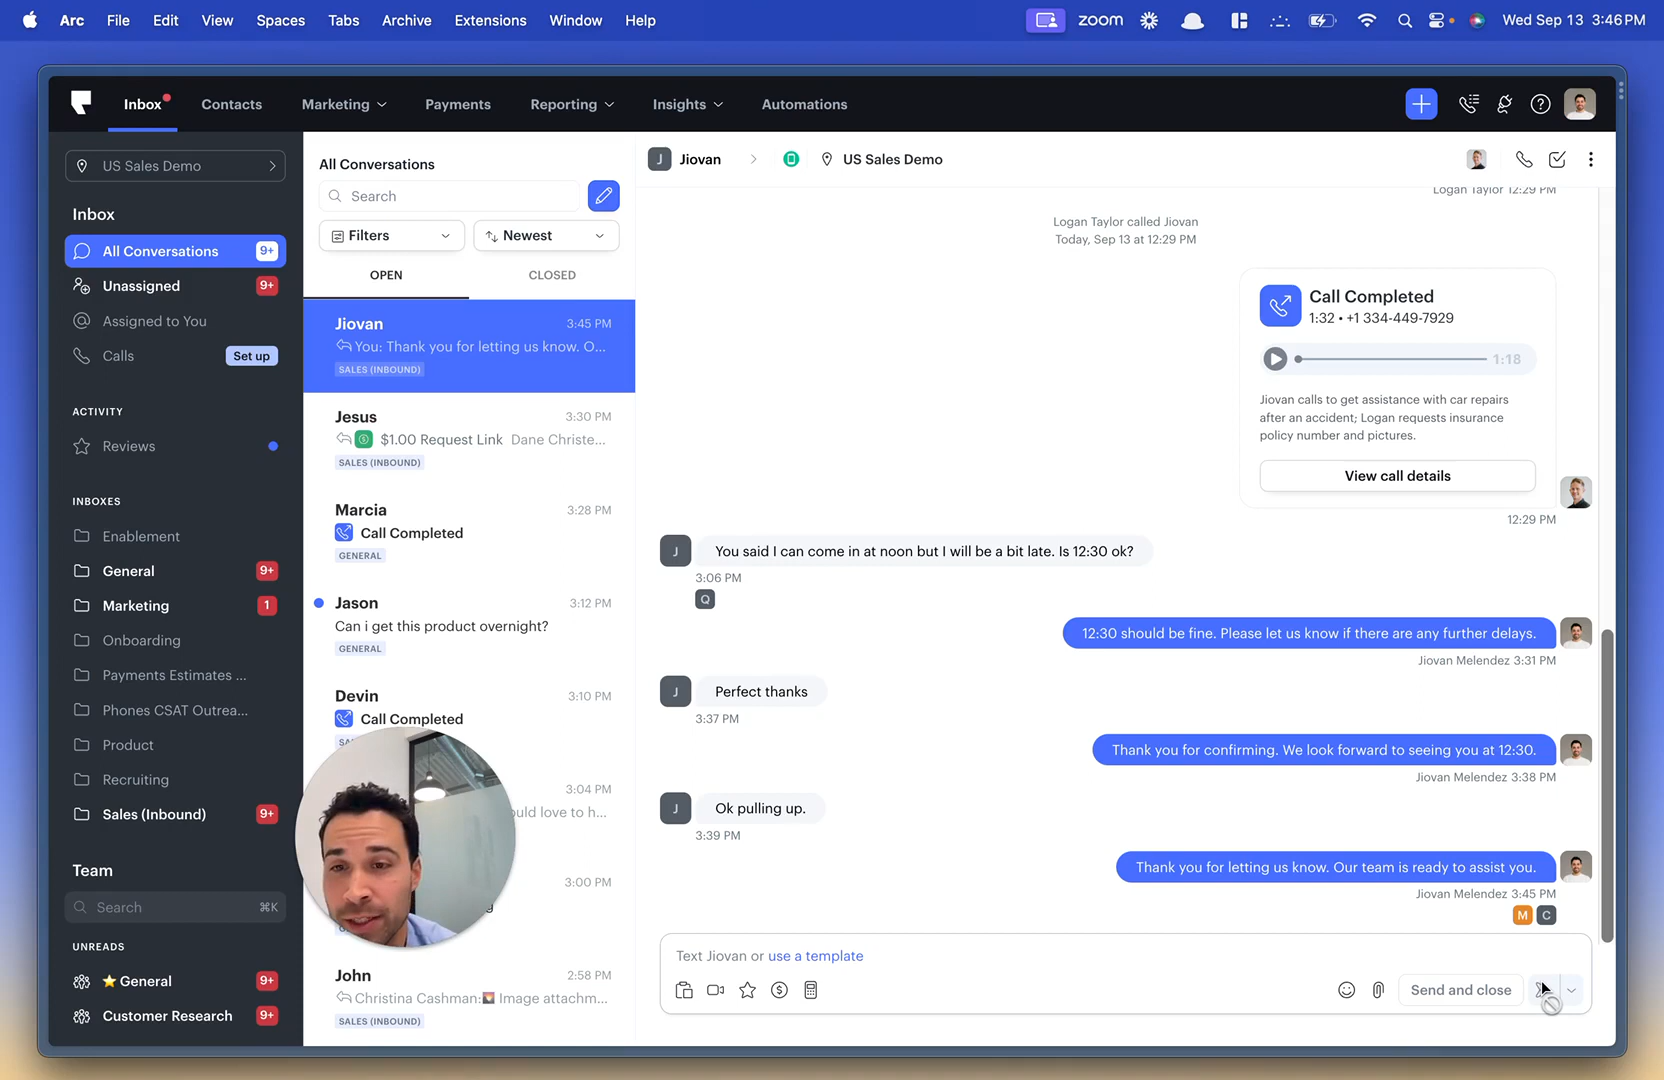 Arc File Edit View Spaces Tabs Archive Extensions Window Help zoom Wed Sep 13 3:46 PM
Inbox Contacts Marketing Payments Reporting Insights Automations
US Sales Demo
Inbox
All Conversations 9+
Unassigned 9+
Assigned to You
Calls Set up
ACTIVITY
Reviews
INBOXES
Enablement
General 9+
Marketing 1
Onboarding
Payments Estimates ...
Phones CSAT Outrea...
Product
Recruiting
Sales (Inbound) 9+
Team
Search ⌘K
UNREADS
⭐ General 9+
Customer Research 9+
All Conversations
Search
Filters Newest
OPEN CLOSED
Jiovan 3:45 PM
You: Thank you for letting us know. O...
SALES (INBOUND)
Jesus 3:30 PM
$1.00 Request Link Dane Christe...
SALES (INBOUND)
Marcia 3:28 PM
Call Completed
GENERAL
Jason 3:12 PM
Can i get this product overnight?
GENERAL
Devin 3:10 PM
Call Completed
3:04 PM
ould love to h...
3:00 PM
John 2:58 PM
Christina Cashman: Image attachm...
SALES (INBOUND)
J Jiovan US Sales Demo
Logan Taylor 12:29 PM
Logan Taylor called Jiovan
Today, Sep 13 at 12:29 PM
Call Completed
1:32 • +1 334-449-7929
1:18
Jiovan calls to get assistance with car repairs
after an accident; Logan requests insurance
policy number and pictures.
View call details
12:29 PM
J You said I can come in at noon but I will be a bit late. Is 12:30 ok?
3:06 PM
Q
12:30 should be fine. Please let us know if there are any further delays.
Jiovan Melendez 3:31 PM
J Perfect thanks
3:37 PM
Thank you for confirming. We look forward to seeing you at 12:30.
Jiovan Melendez 3:38 PM
J Ok pulling up.
3:39 PM
Thank you for letting us know. Our team is ready to assist you.
Jiovan Melendez 3:45 PM
M C
Text Jiovan or use a template
Send and close